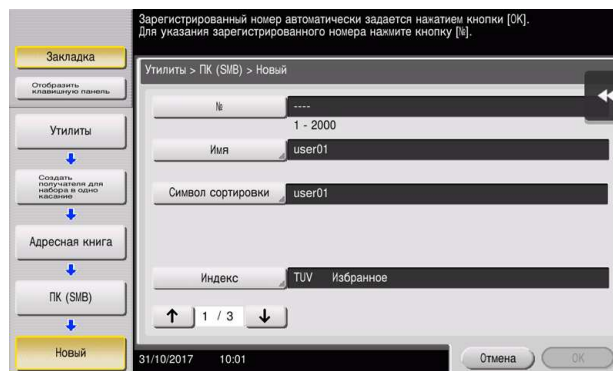 Зарегистрированный номер автоматически задается нажатием кнопки [OK].
Для указания зарегистрированного номера нажмите кнопку [№].
Закладка
Отобразить
клавишную панель
Утилиты
Создать
получателя для
набора в одно
касание
Адресная книга
ПК (SMB)
Новый
Утилиты > ПК (SMB) > Новый
№ ----
1 - 2000
Имя user01
Символ сортировки user01
Индекс TUV Избранное
↑ 1 / 3 ↓
31/10/2017 10:01
Отмена OK